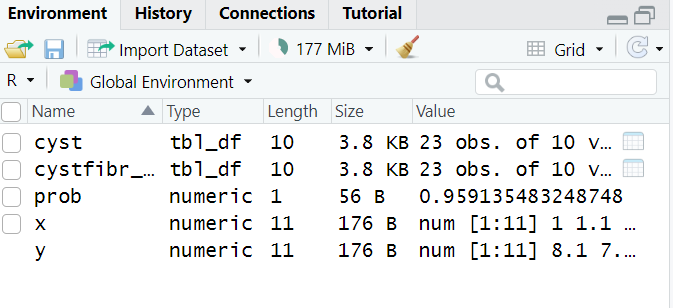 Environment History Connections Tutorial
Import Dataset 177 MiB Grid
R Global Environment
Name Type Length Size Value
cyst tbl_df 10 3.8 KB 23 obs. of 10 v…
cystfibr_… tbl_df 10 3.8 KB 23 obs. of 10 v…
prob numeric 1 56 B 0.959135483248748
x numeric 11 176 B num [1:11] 1 1.1 …
y numeric 11 176 B num [1:11] 8.1 7.…